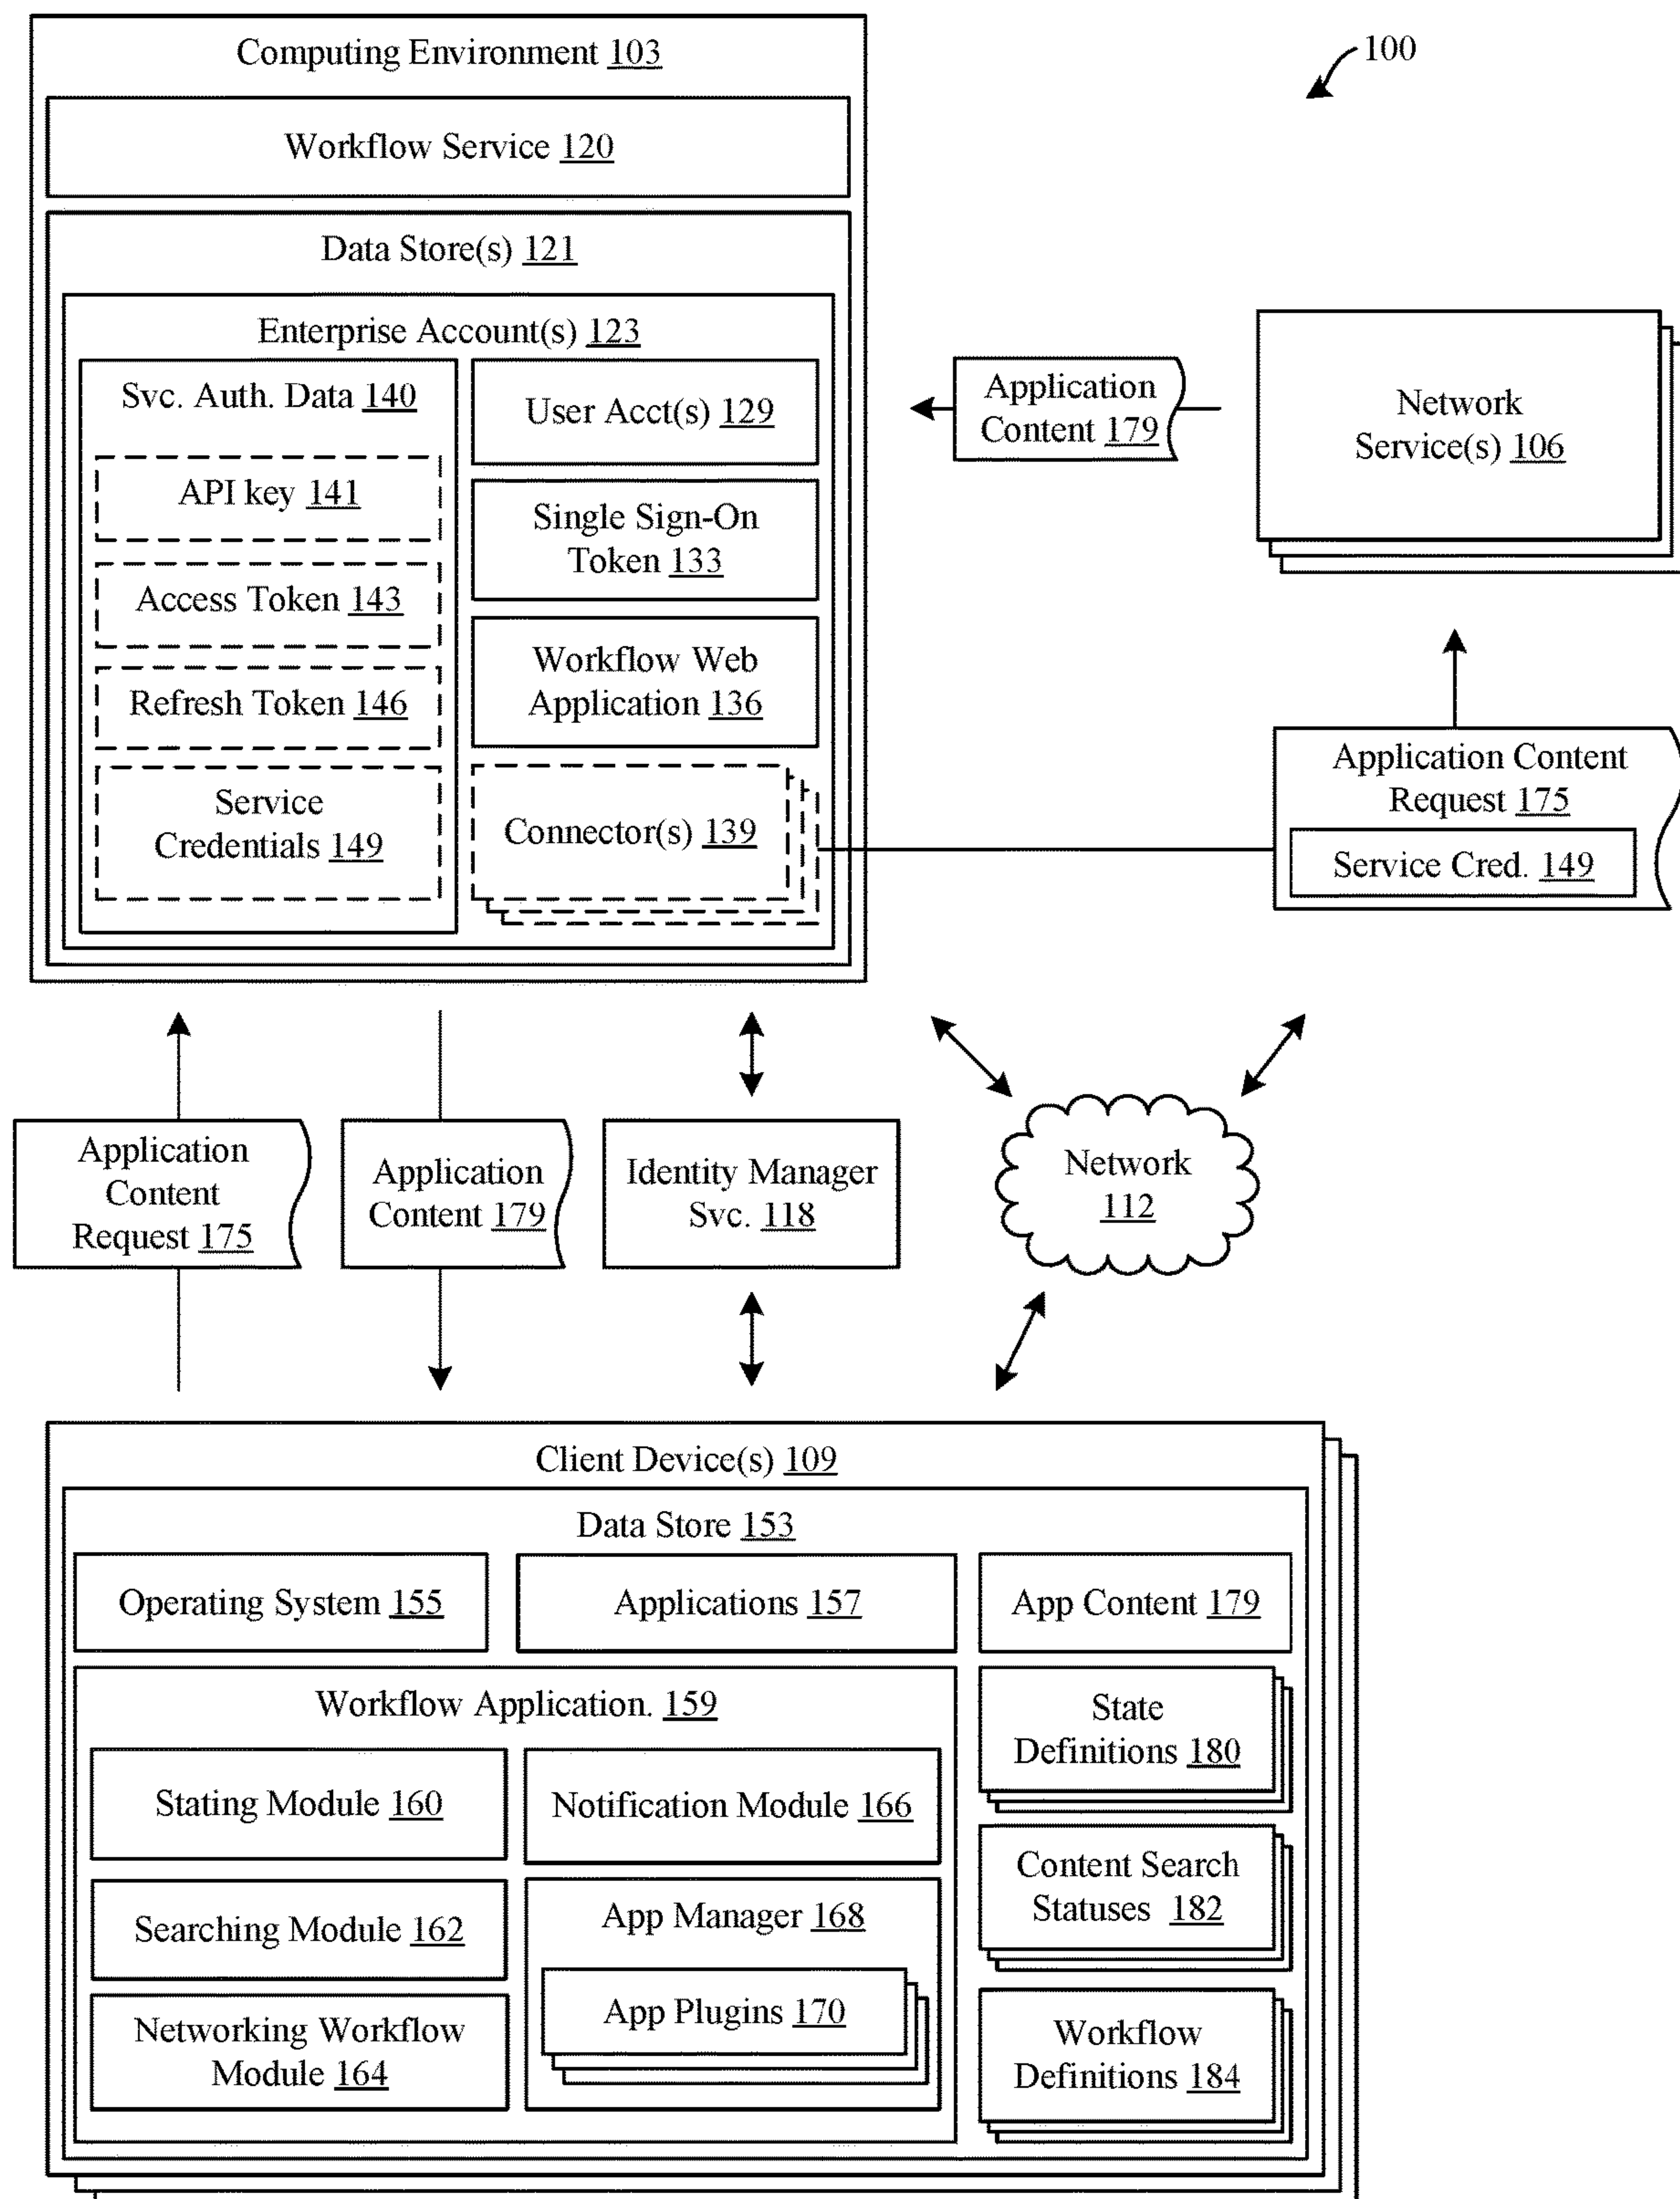 Computing Environment 103
100
Workflow Service 120
Data Store(s) 121
Enterprise Account(s) 123
Svc. Auth. Data 140
API key 141
Access Token 143
Refresh Token 146
Service
Credentials 149
User Acct(s) 129
Single Sign-On
Token 133
Workflow Web
Application 136
Connector(s) 139
Application
Content 179
Network
Service(s) 106
Application Content
Request 175
Service Cred. 149
Application
Content
Request 175
Application
Content 179
Identity Manager
Svc. 118
Network
112
Client Device(s) 109
Data Store 153
Operating System 155
Applications 157
App Content 179
Workflow Application. 159
Stating Module 160
Notification Module 166
Searching Module 162
App Manager 168
App Plugins 170
Networking Workflow
Module 164
State
Definitions 180
Content Search
Statuses 182
Workflow
Definitions 184